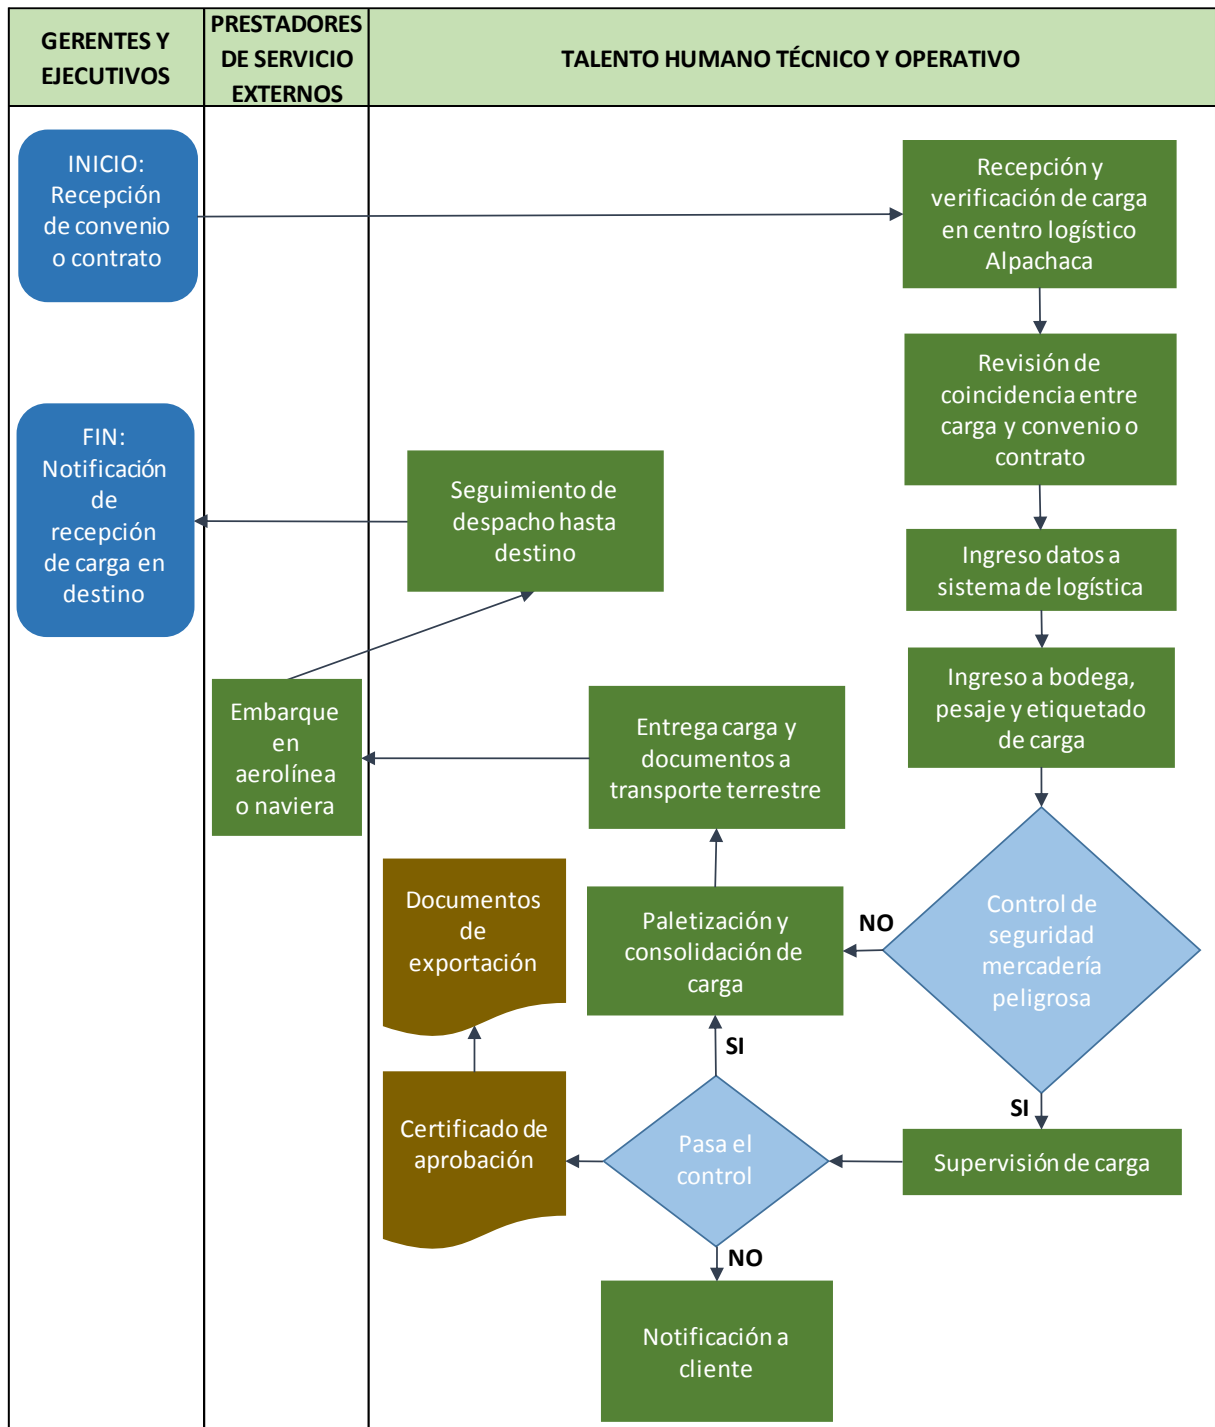 GERENTES Y
EJECUTIVOS
PRESTADORES
DE SERVICIO
EXTERNOS
TALENTO HUMANO TÉCNICO Y OPERATIVO
INICIO:
Recepción
de convenio
o contrato
Recepción y
verificación de carga
en centro logístico
Alpachaca
Revisión de
coincidencia entre
carga y convenio o
contrato
FIN:
Notificación
de
recepción
de carga en
destino
Seguimiento de
despacho hasta
destino
Ingreso datos a
sistema de logística
Ingreso a bodega,
pesaje y etiquetado
de carga
Embarque
en
aerolínea
o naviera
Entrega carga y
documentos a
transporte terrestre
Documentos
de
exportación
Paletización y
consolidación de
carga
NO
Control de
seguridad
mercadería
peligrosa
SI
SI
Certificado de
aprobación
Pasa el
control
Supervisión de carga
NO
Notificación a
cliente